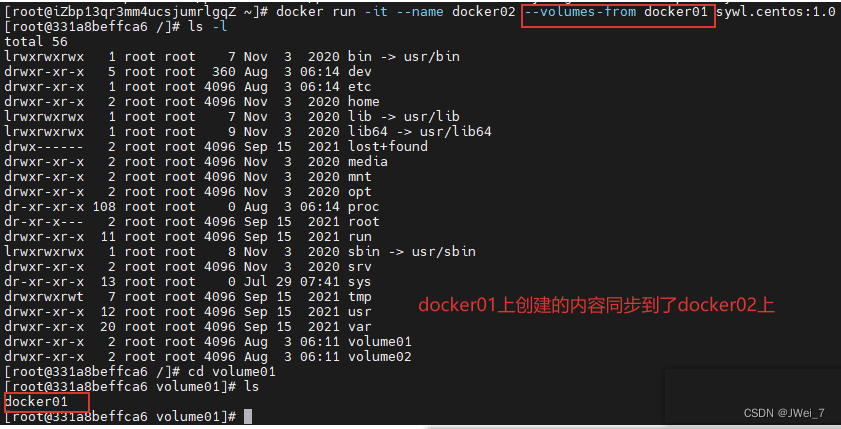 [root@iZbp13qr3mm4ucsjumrlgqZ ~]# docker run -it --name docker02 --volumes-from docker01 sywl.centos:1.0
[root@331a8beffca6 /]# ls -l
total 56
lrwxrwxrwx   1 root root    7 Nov  3  2020 bin -> usr/bin
drwxr-xr-x   5 root root  360 Aug  3 06:14 dev
drwxr-xr-x   1 root root 4096 Aug  3 06:14 etc
drwxr-xr-x   2 root root 4096 Nov  3  2020 home
lrwxrwxrwx   1 root root    7 Nov  3  2020 lib -> usr/lib
lrwxrwxrwx   1 root root    9 Nov  3  2020 lib64 -> usr/lib64
drwx------   2 root root 4096 Sep 15  2021 lost+found
drwxr-xr-x   2 root root 4096 Nov  3  2020 media
drwxr-xr-x   2 root root 4096 Nov  3  2020 mnt
drwxr-xr-x   2 root root 4096 Nov  3  2020 opt
dr-xr-xr-x 108 root root    0 Aug  3 06:14 proc
dr-xr-x---   2 root root 4096 Sep 15  2021 root
drwxr-xr-x  11 root root 4096 Sep 15  2021 run
lrwxrwxrwx   1 root root    8 Nov  3  2020 sbin -> usr/sbin
drwxr-xr-x   2 root root 4096 Nov  3  2020 srv
dr-xr-xr-x  13 root root    0 Jul 29 07:41 sys
drwxrwxrwt   7 root root 4096 Sep 15  2021 tmp
drwxr-xr-x  12 root root 4096 Sep 15  2021 usr
drwxr-xr-x  20 root root 4096 Sep 15  2021 var
docker01上创建的内容同步到了docker02上
drwxr-xr-x   2 root root 4096 Aug  3 06:11 volume01
drwxr-xr-x   2 root root 4096 Aug  3 06:11 volume02
[root@331a8beffca6 /]# cd volume01
[root@331a8beffca6 volume01]# ls
docker01
[root@331a8beffca6 volume01]#
CSDN @JWei_7